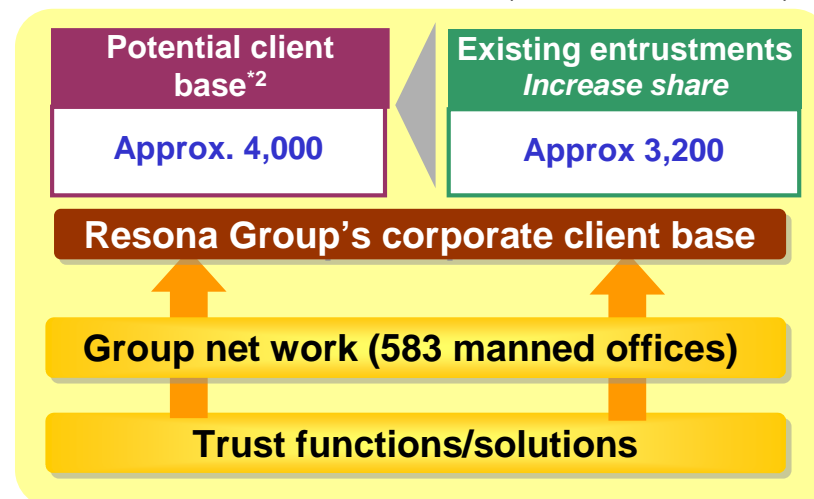 Potential client
base*2
Existing entrustments
Increase share
Approx. 4,000
Approx 3,200
Resona Group's corporate client base
Group net work (583 manned offices)
Trust functions/solutions